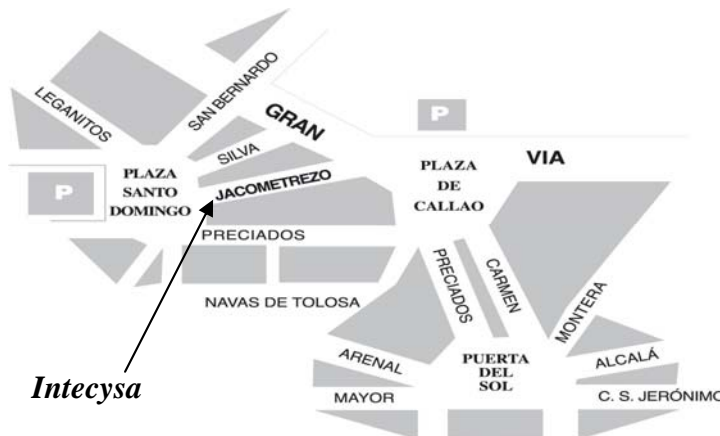 SAN BERNARDO
LEGANITOS
GRAN
P
VIA
SILVA
PLAZA
SANTO
DOMINGO
P
JACOMETREZO
PLAZA
DE
CALLAO
PRECIADOS
PRECIADOS
CARMEN
NAVAS DE TOLOSA
MONTERA
ARENAL
PUERTA
DEL
SOL
ALCALÁ
Intecysa
MAYOR
C. S. JERÓNIMO